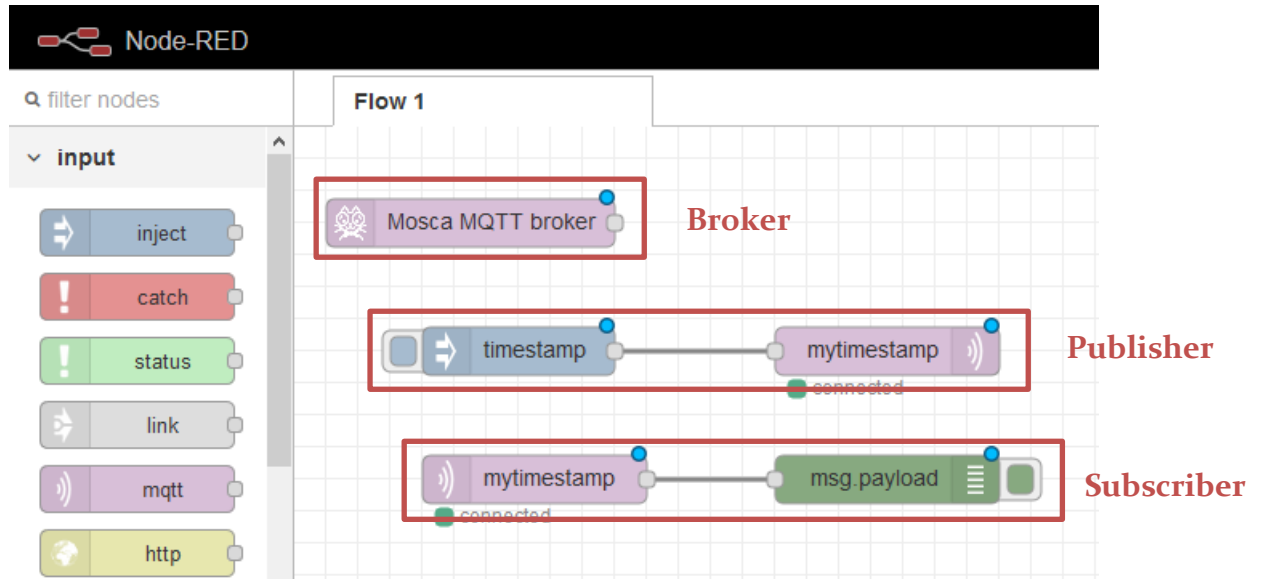 Node-RED
filter nodes
Flow 1
input
Mosca MQTT broker
Broker
inject
catch
timestamp
mytimestamp
Publisher
status
connected
link
mytimestamp
msg.payload
Subscriber
mqtt
connected
http